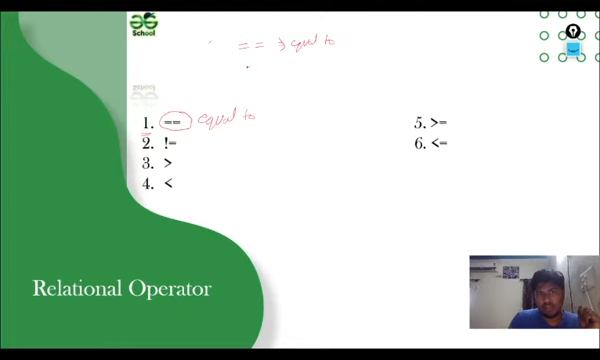 School
== ⇒ equal to
1. == equal to
2. !=
3. >
4. <
5. >=
6. <=
Relational Operator